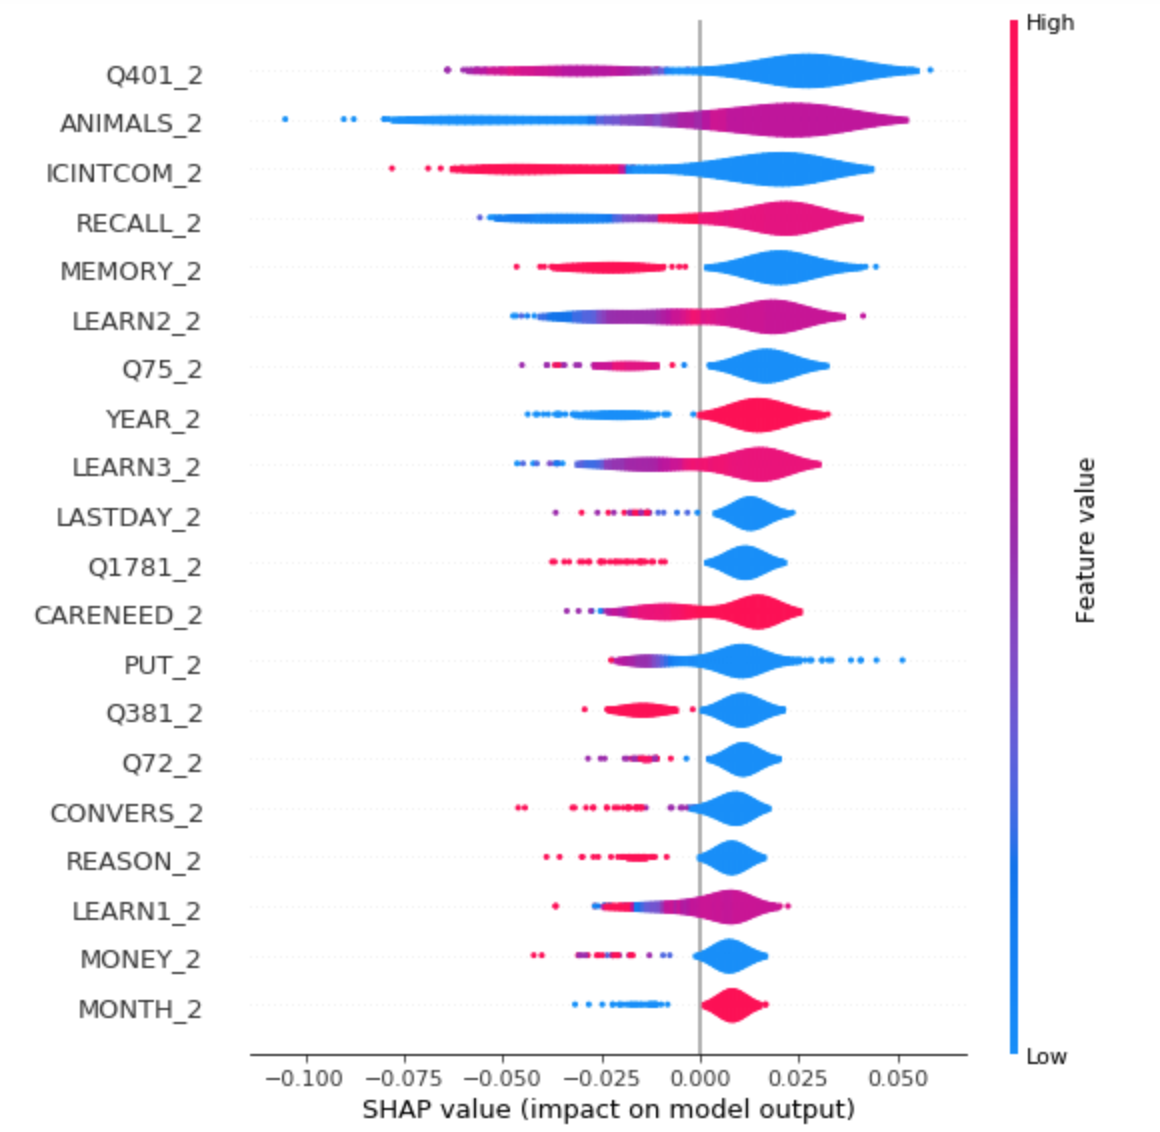 High
Q401_2
ANIMALS_2
ICINTCOM_2
RECALL_2
MEMORY_2
LEARN2_2
Q75_2
YEAR_2
LEARN3_2
LASTDAY_2
Q1781_2
CARENEED_2
PUT_2
Q381_2
Q72_2
CONVERS_2
REASON_2
LEARN1_2
MONEY_2
MONTH_2
Feature value
Low
−0.100 −0.075 −0.050 −0.025 0.000 0.025 0.050
SHAP value (impact on model output)